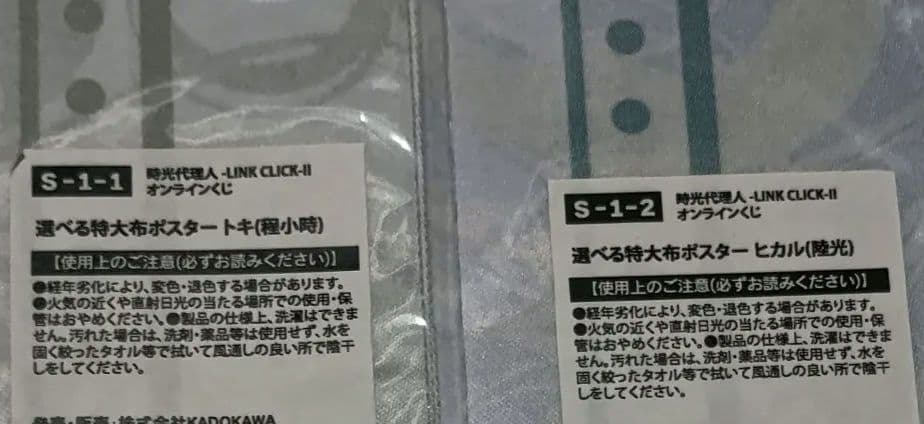 S-1-1
時光代理人 -LINK CLICK-II
オンラインくじ
選べる特大布ポスター トキ(程小時)
【使用上のご注意(必ずお読みください)】
●経年劣化により、変色・退色する場合があります。
●火気の近くや直射日光の当たる場所での使用・保
管はおやめください。●製品の仕様上、洗濯はできま
せん。汚れた場合は、洗剤・薬品等は使用せず、水を
固く絞ったタオル等で拭いて風通しの良い所で陰干
しをしてください。
発売・販売:株式会社KADOKAWA
S-1-2
時光代理人 -LINK CLICK-II
オンラインくじ
選べる特大布ポスター ヒカル(陸光)
【使用上のご注意(必ずお読みください)】
●経年劣化により、変色・退色する場合があります。
●火気の近くや直射日光の当たる場所での使用・保
管はおやめください。●製品の仕様上、洗濯はできま
せん。汚れた場合は、洗剤・薬品等は使用せず、水を
固く絞ったタオル等で拭いて風通しの良い所で陰干
しをしてください。